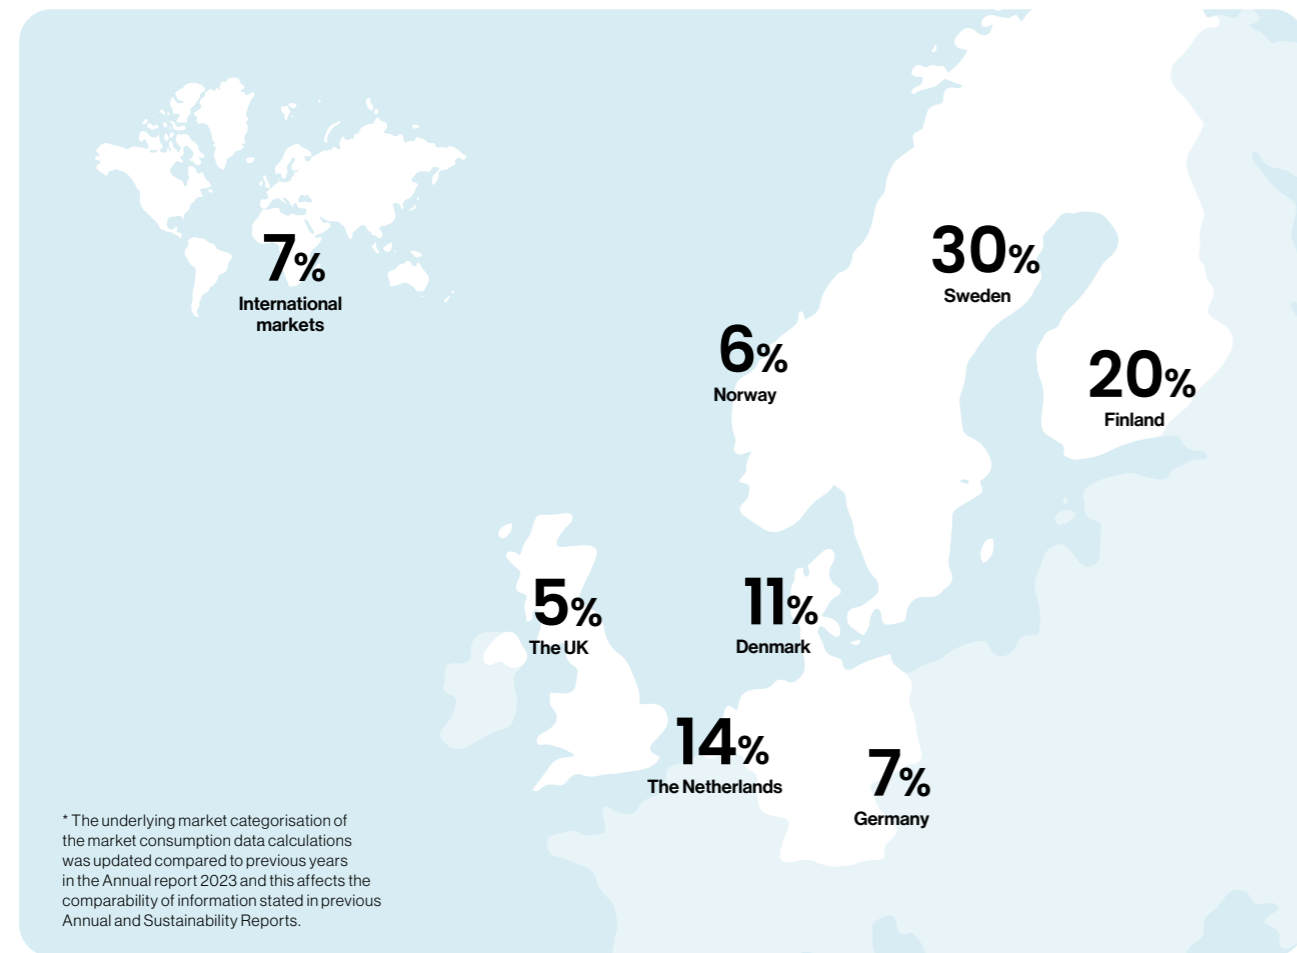 7%
International
markets
30%
Sweden
6%
Norway
20%
Finland
5%
The UK
11%
Denmark
14%
The Netherlands
7%
Germany
* The underlying market categorisation of
the market consumption data calculations
was updated compared to previous years
in the Annual report 2023 and this affects the
comparability of information stated in previous
Annual and Sustainability Reports.